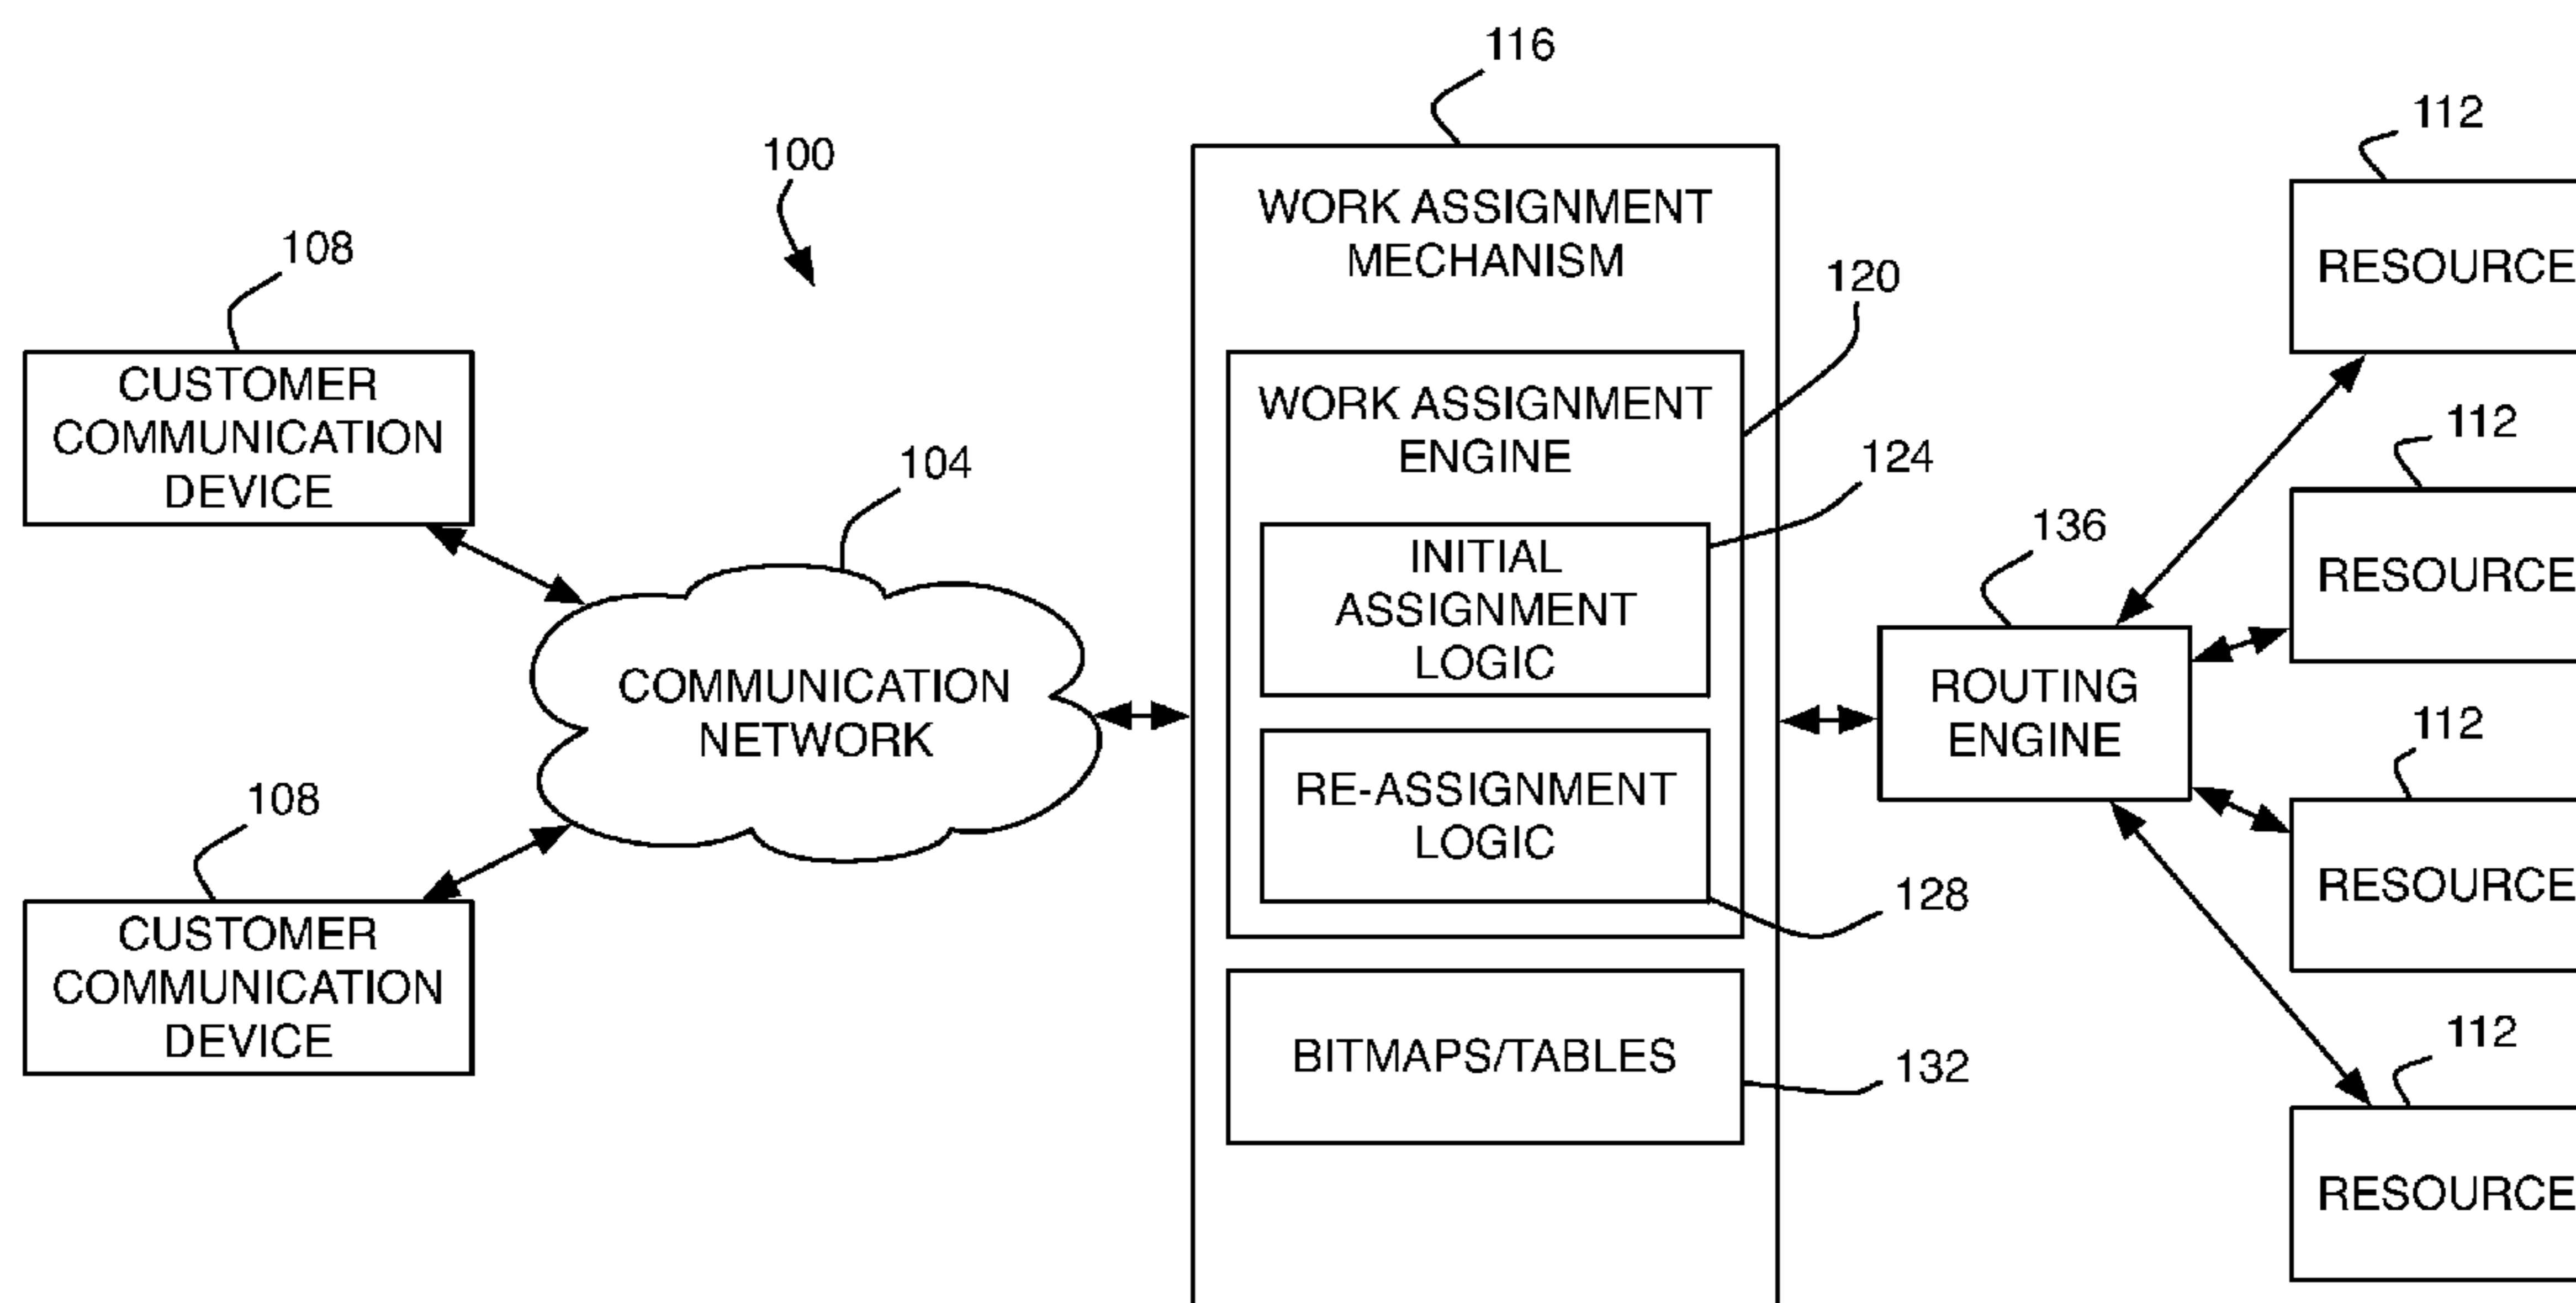 116
112
100
WORK ASSIGNMENT
MECHANISM
108
120
RESOURCE
CUSTOMER
COMMUNICATION
DEVICE
WORK ASSIGNMENT
ENGINE
112
104
124
136
INITIAL
ASSIGNMENT
LOGIC
RESOURCE
COMMUNICATION
NETWORK
ROUTING
ENGINE
112
108
RE-ASSIGNMENT
LOGIC
128
RESOURCE
CUSTOMER
COMMUNICATION
DEVICE
BITMAPS/TABLES
132
112
RESOURCE